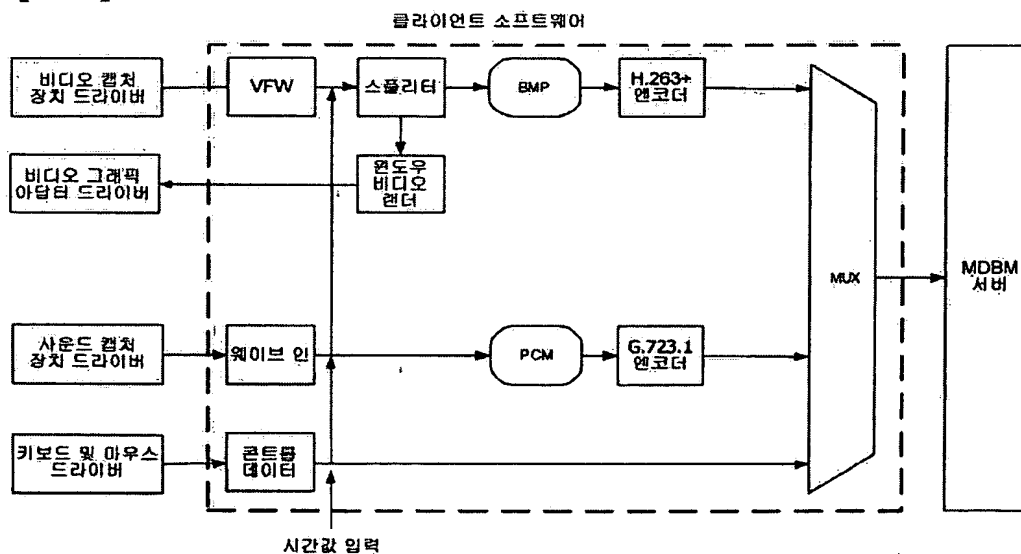 클라이언트 소프트웨어
비디오 캡처
장치 드라이버
VFW
스플리터
BMP
H.263+
엔코더
비디오 그래픽
아답터 드라이버
윈도우
비디오
랜더
MUX
MDBM
서버
사운드 캡처
장치 드라이버
웨이브 인
PCM
G.723.1
엔코더
키보드 및 마우스
드라이버
콘트롤
데이터
시간값 입력